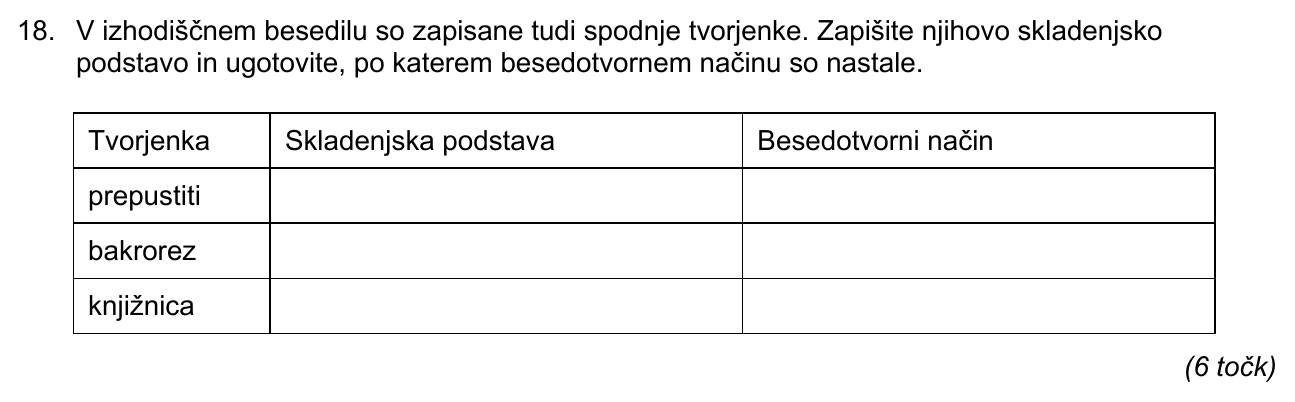 18. V izhodiščnem besedilu so zapisane tudi spodnje tvorjenke. Zapišite njihovo skladenjsko
podstavo in ugotovite, po katerem besedotvornem načinu so nastale.
Tvorjenka Skladenjska podstava Besedotvorni način
prepustiti
bakrorez
knjižnica
(6 točk)